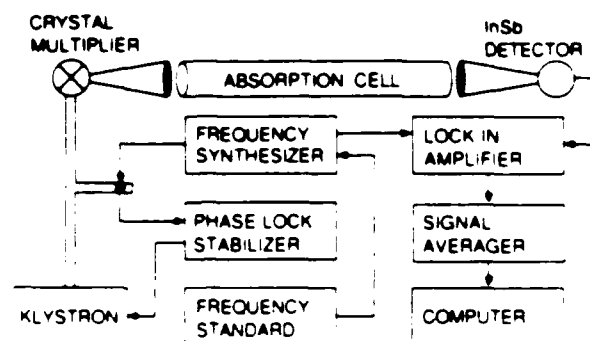 CRYSTAL
MULTIPLIER
InSb
DETECTOR
ABSORPTION CELL
FREQUENCY
SYNTHESIZER
LOCK IN
AMPLIFIER
PHASE LOCK
STABILIZER
SIGNAL
AVERAGER
KLYSTRON
FREQUENCY
STANDARD
COMPUTER